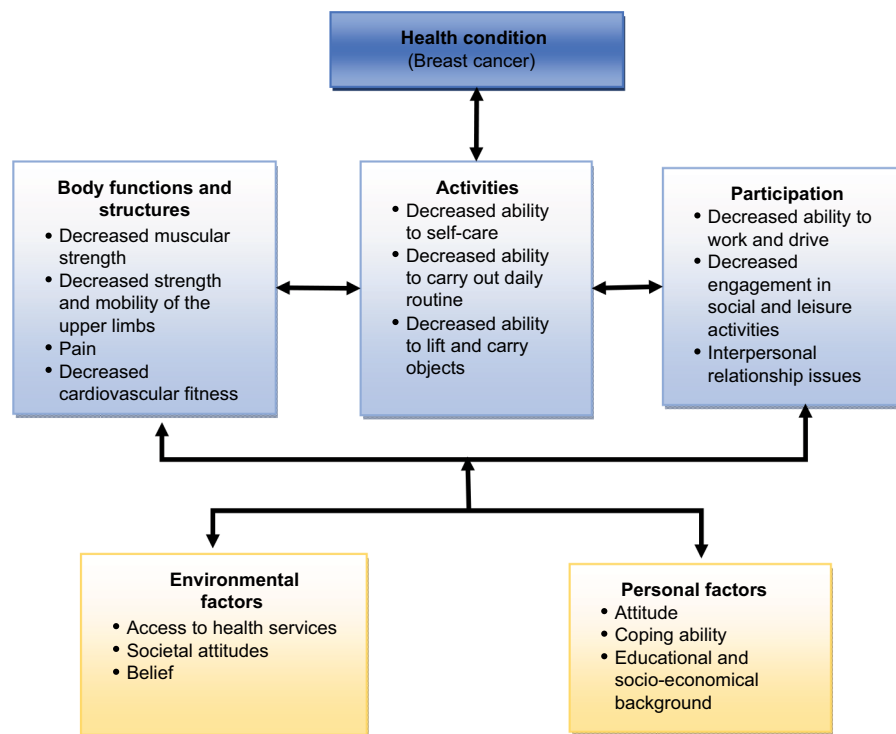 Health condition
(Breast cancer)
Body functions and
structures
• Decreased muscular
strength
• Decreased strength
and mobility of the
upper limbs
• Pain
• Decreased
cardiovascular fitness
Activities
• Decreased ability
to self-care
• Decreased ability
to carry out daily
routine
• Decreased ability
to lift and carry
objects
Participation
• Decreased ability to
work and drive
• Decreased
engagement in
social and leisure
activities
• Interpersonal
relationship issues
Environmental
factors
• Access to health services
• Societal attitudes
• Belief
Personal factors
• Attitude
• Coping ability
• Educational and
socio-economical
background